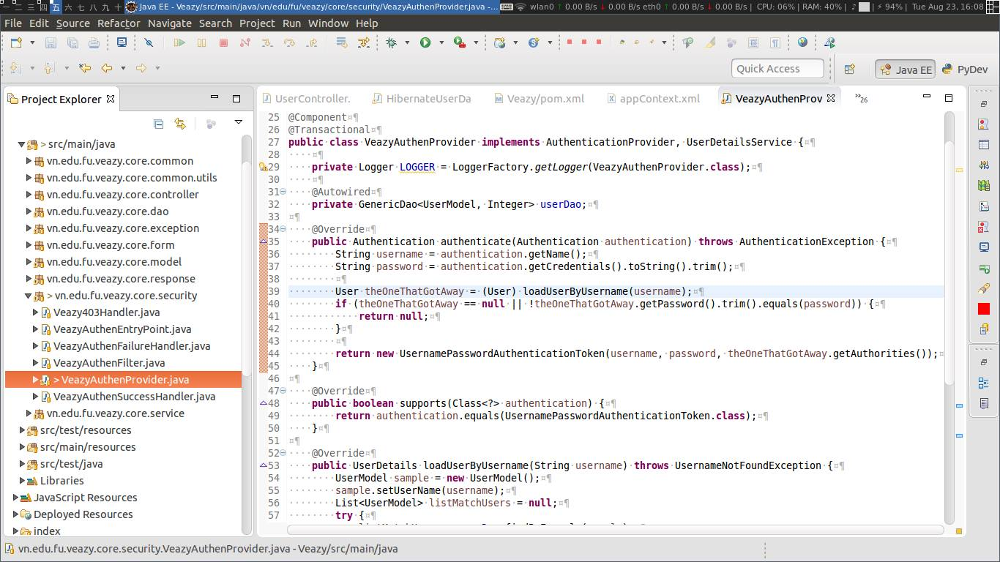 一 二 三 四 五 六 七 八 九 十 Java EE - Veazy/src/main/java/vn/edu/fu/veazy/core/security/VeazyAuthenProvider.java -... wlan0 ↑ 0.00 B/s ↓ 0.00 B/s eth0 ↑ 0.00 B/s ↓ 0.00 B/s | CPU: 06% | RAM: 40% | ♪ | ⚡ 94% | Tue Aug 23, 16:08
File Edit Source Refactor Navigate Search Project Run Window Help
Quick Access Java EE PyDev
Project Explorer
UserController. HibernateUserDa Veazy/pom.xml appContext.xml VeazyAuthenProv »26
> src/main/java
vn.edu.fu.veazy.core.common
vn.edu.fu.veazy.core.common.utils
vn.edu.fu.veazy.core.controller
vn.edu.fu.veazy.core.dao
vn.edu.fu.veazy.core.exception
vn.edu.fu.veazy.core.form
vn.edu.fu.veazy.core.model
vn.edu.fu.veazy.core.response
> vn.edu.fu.veazy.core.security
Veazy403Handler.java
VeazyAuthenEntryPoint.java
VeazyAuthenFailureHandler.java
VeazyAuthenFilter.java
> VeazyAuthenProvider.java
VeazyAuthenSuccessHandler.java
vn.edu.fu.veazy.core.service
src/test/resources
src/main/resources
src/test/java
Libraries
JavaScript Resources
Deployed Resources
index
25 @Component¤¶
26 @Transactional¤¶
27 public·class·VeazyAuthenProvider·implements·AuthenticationProvider,·UserDetailsService·{¤¶
28 ····¤¶
29 ····private·Logger·LOGGER·=·LoggerFactory.getLogger(VeazyAuthenProvider.class);¤¶
30 ····¤¶
31 ····@Autowired¤¶
32 ····private·GenericDao<UserModel,·Integer>·userDao;¤¶
33 ¤¶
34 ····@Override¤¶
35 ····public·Authentication·authenticate(Authentication·authentication)·throws·AuthenticationException·{¤¶
36 ········String·username·=·authentication.getName();¤¶
37 ········String·password·=·authentication.getCredentials().toString().trim();¤¶
38 ········¤¶
39 ········User·theOneThatGotAway·=·(User)·loadUserByUsername(username);¤¶
40 ········if·(theOneThatGotAway·==·null·||·!theOneThatGotAway.getPassword().trim().equals(password))·{¤¶
41 ············return·null;¤¶
42 ········}¤¶
43 ········¤¶
44 ········return·new·UsernamePasswordAuthenticationToken(username,·password,·theOneThatGotAway.getAuthorities());¤
45 ····}¤¶
46 ¤¶
47 ····@Override¤¶
48 ····public·boolean·supports(Class<?>·authentication)·{¤¶
49 ········return·authentication.equals(UsernamePasswordAuthenticationToken.class);¤¶
50 ····}¤¶
51 ¤¶
52 ····@Override¤¶
53 ····public·UserDetails·loadUserByUsername(String·username)·throws·UsernameNotFoundException·{¤¶
54 ········UserModel·sample·=·new·UserModel();¤¶
55 ········sample.setUserName(username);¤¶
56 ········List<UserModel>·listMatchUsers·=·null;¤¶
57 ········try·{¤¶
vn.edu.fu.veazy.core.security.VeazyAuthenProvider.java - Veazy/src/main/java